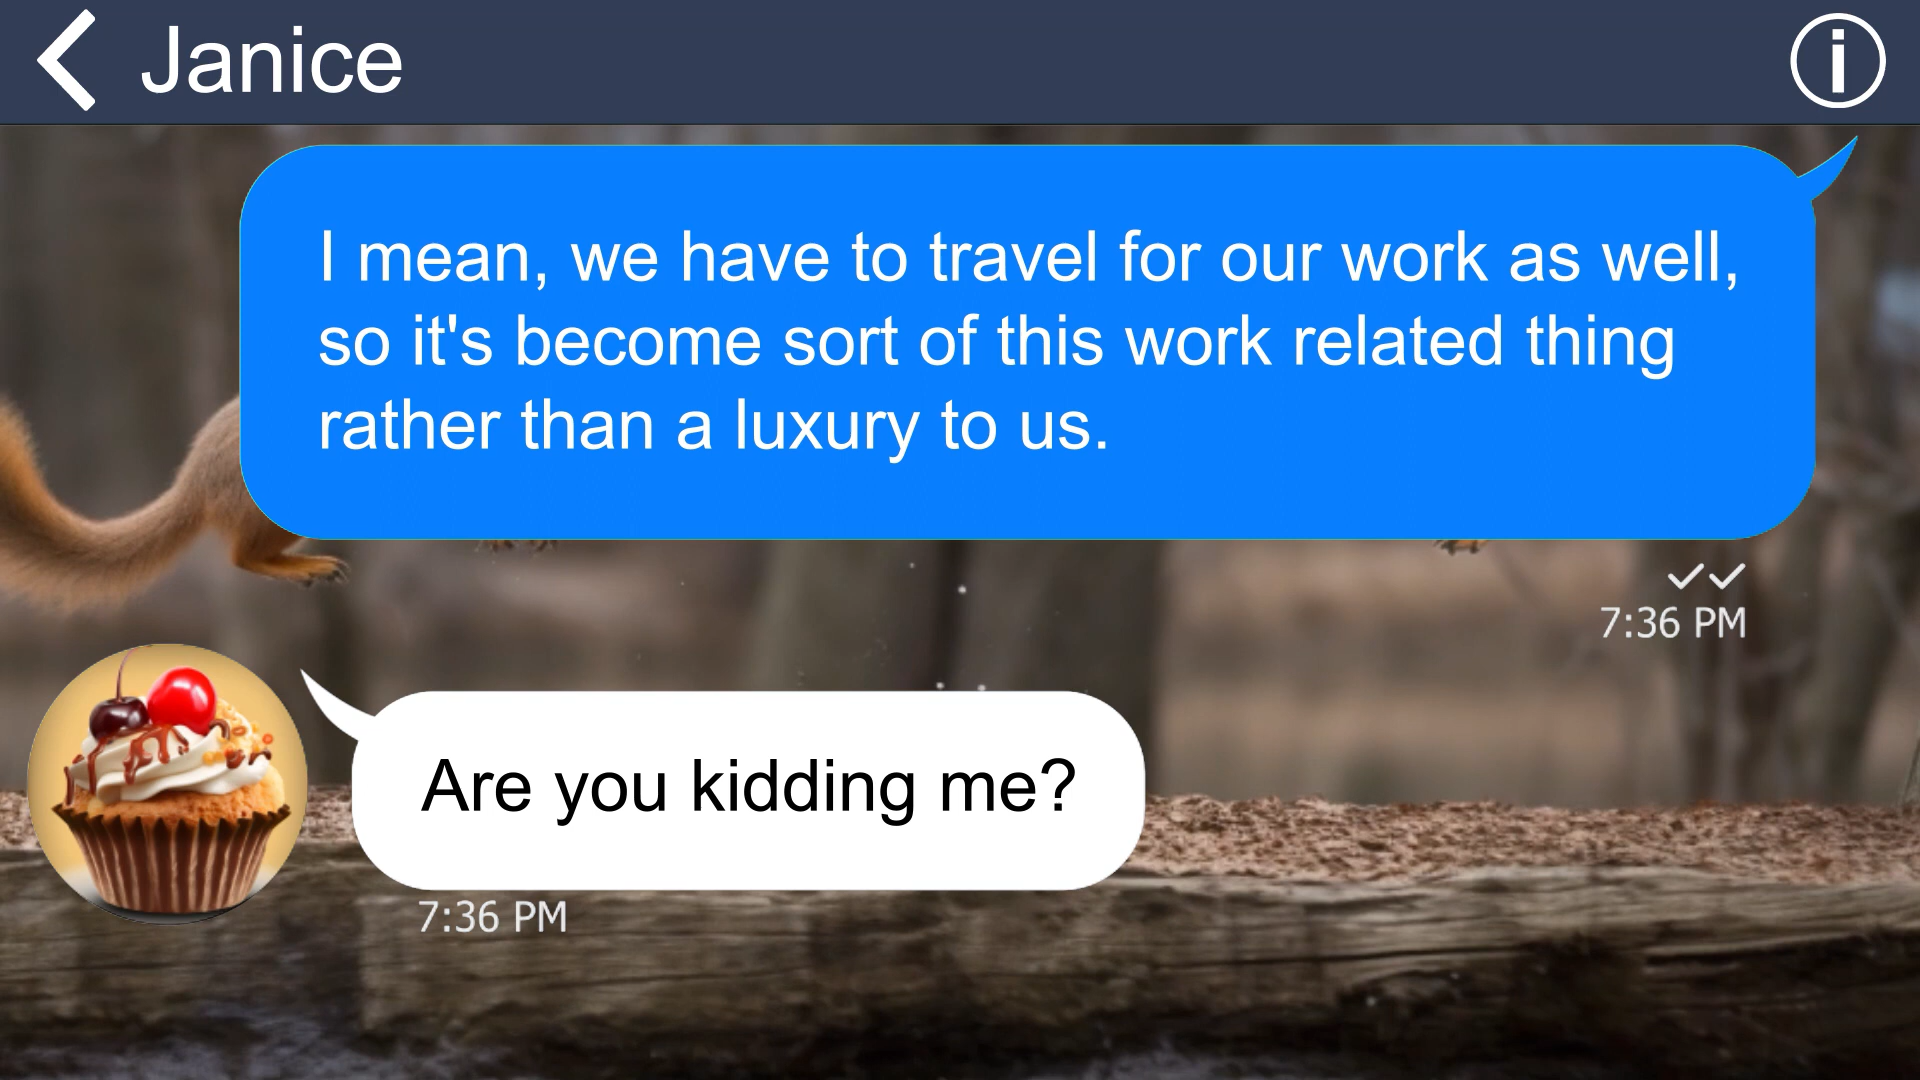 Janice
I mean, we have to travel for our work as well,
so it's become sort of this work related thing
rather than a luxury to us.
7:36 PM
Are you kidding me?
7:36 PM